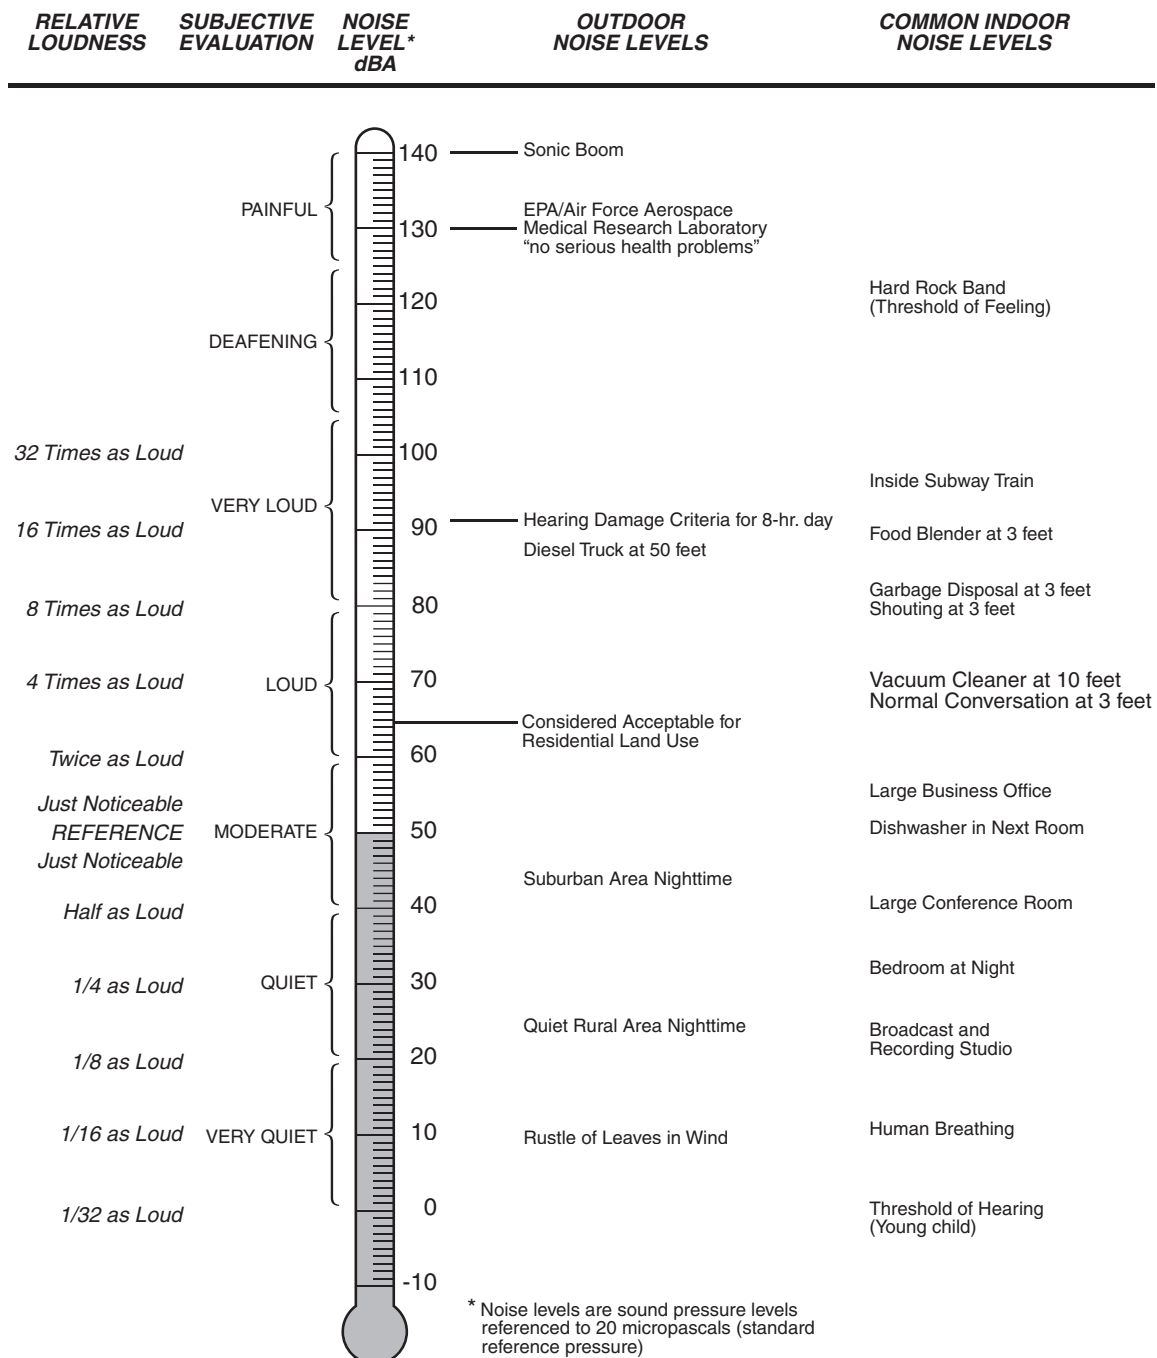 RELATIVE
LOUDNESS
SUBJECTIVE
EVALUATION
NOISE
LEVEL*
dBA
OUTDOOR
NOISE LEVELS
COMMON INDOOR
NOISE LEVELS
140
Sonic Boom
PAINFUL
130
EPA/Air Force Aerospace
Medical Research Laboratory
“no serious health problems”
120
Hard Rock Band
(Threshold of Feeling)
DEAFENING
110
32 Times as Loud
100
Inside Subway Train
VERY LOUD
16 Times as Loud
90
Hearing Damage Criteria for 8-hr. day
Diesel Truck at 50 feet
Food Blender at 3 feet
8 Times as Loud
80
Garbage Disposal at 3 feet
Shouting at 3 feet
4 Times as Loud
LOUD
70
Vacuum Cleaner at 10 feet
Normal Conversation at 3 feet
Considered Acceptable for
Residential Land Use
Twice as Loud
60
Just Noticeable
Large Business Office
REFERENCE
MODERATE
50
Dishwasher in Next Room
Just Noticeable
Suburban Area Nighttime
Half as Loud
40
Large Conference Room
1/4 as Loud
QUIET
30
Bedroom at Night
Quiet Rural Area Nighttime
Broadcast and
Recording Studio
1/8 as Loud
20
1/16 as Loud
VERY QUIET
10
Rustle of Leaves in Wind
Human Breathing
1/32 as Loud
0
Threshold of Hearing
(Young child)
-10
* Noise levels are sound pressure levels
referenced to 20 micropascals (standard
reference pressure)